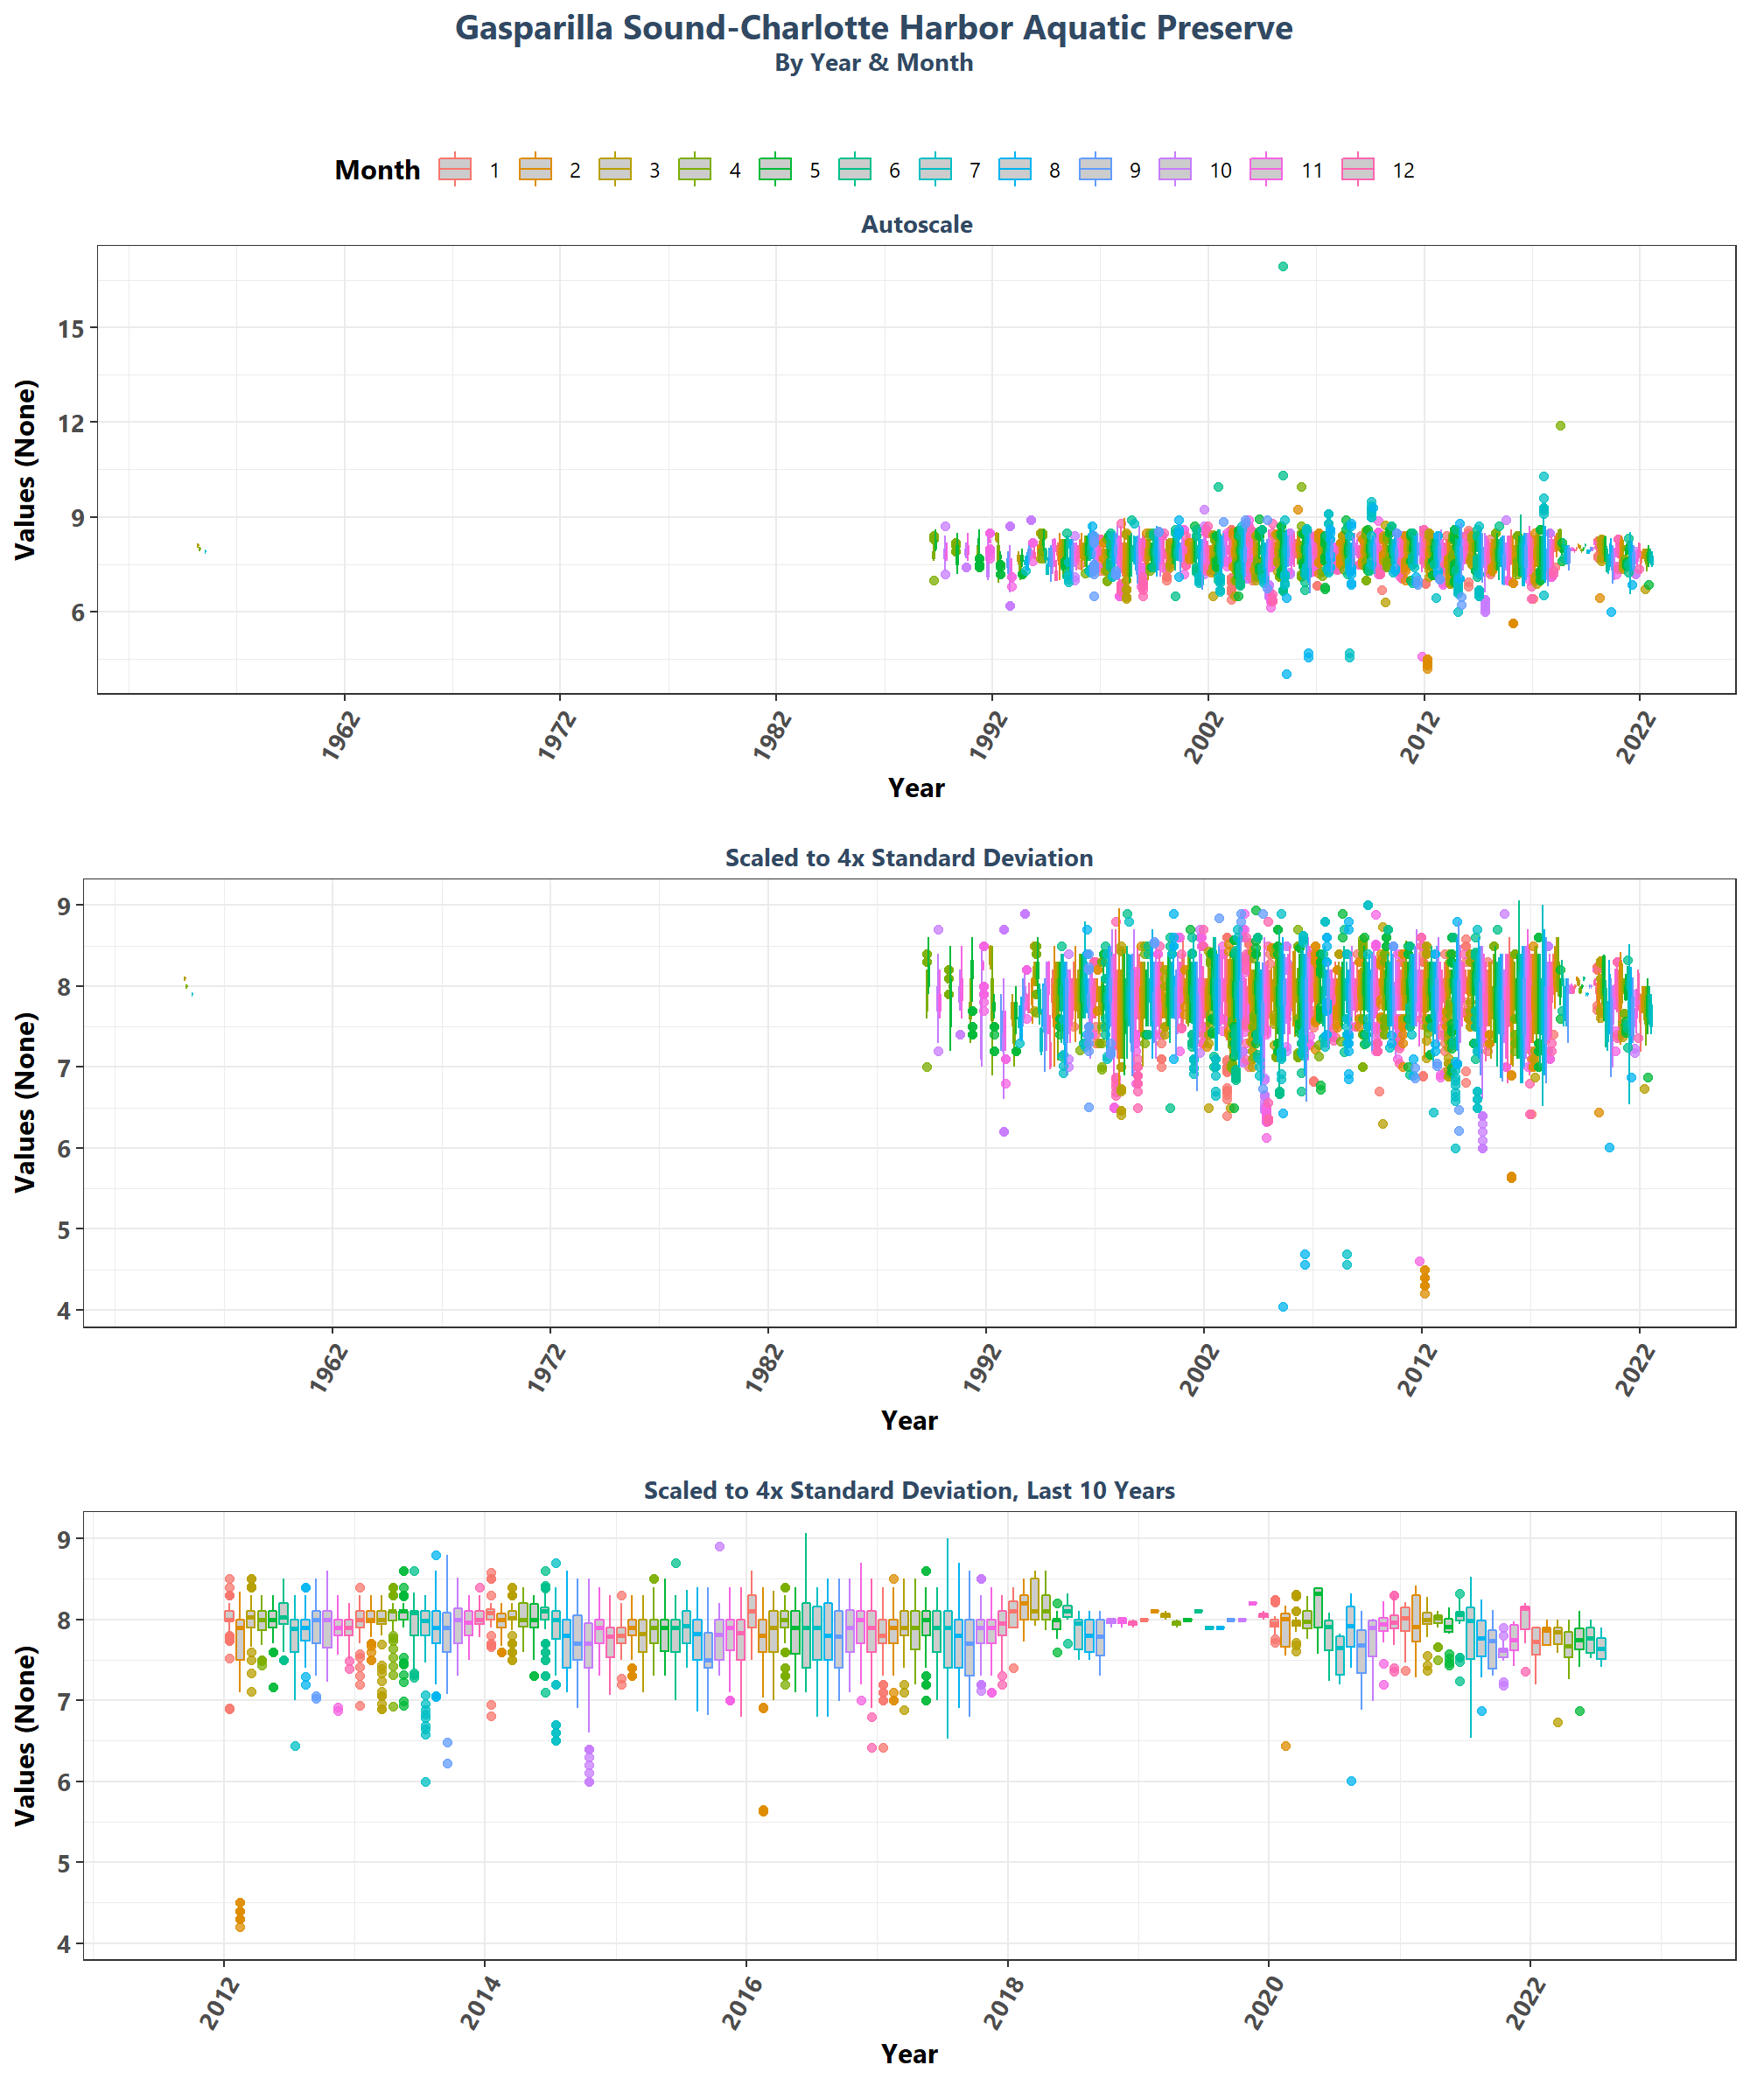 Gasparilla Sound-Charlotte Harbor Aquatic Preserve
By Year & Month
Month 1 2 3 4 5 6 7 8 9 10 11 12
Autoscale
Values (None)
15
12
9
6
1962 1972 1982 1992 2002 2012 2022
Year
Scaled to 4x Standard Deviation
Values (None)
9
8
7
6
5
4
1962 1972 1982 1992 2002 2012 2022
Year
Scaled to 4x Standard Deviation, Last 10 Years
Values (None)
9
8
7
6
5
4
2012 2014 2016 2018 2020 2022
Year